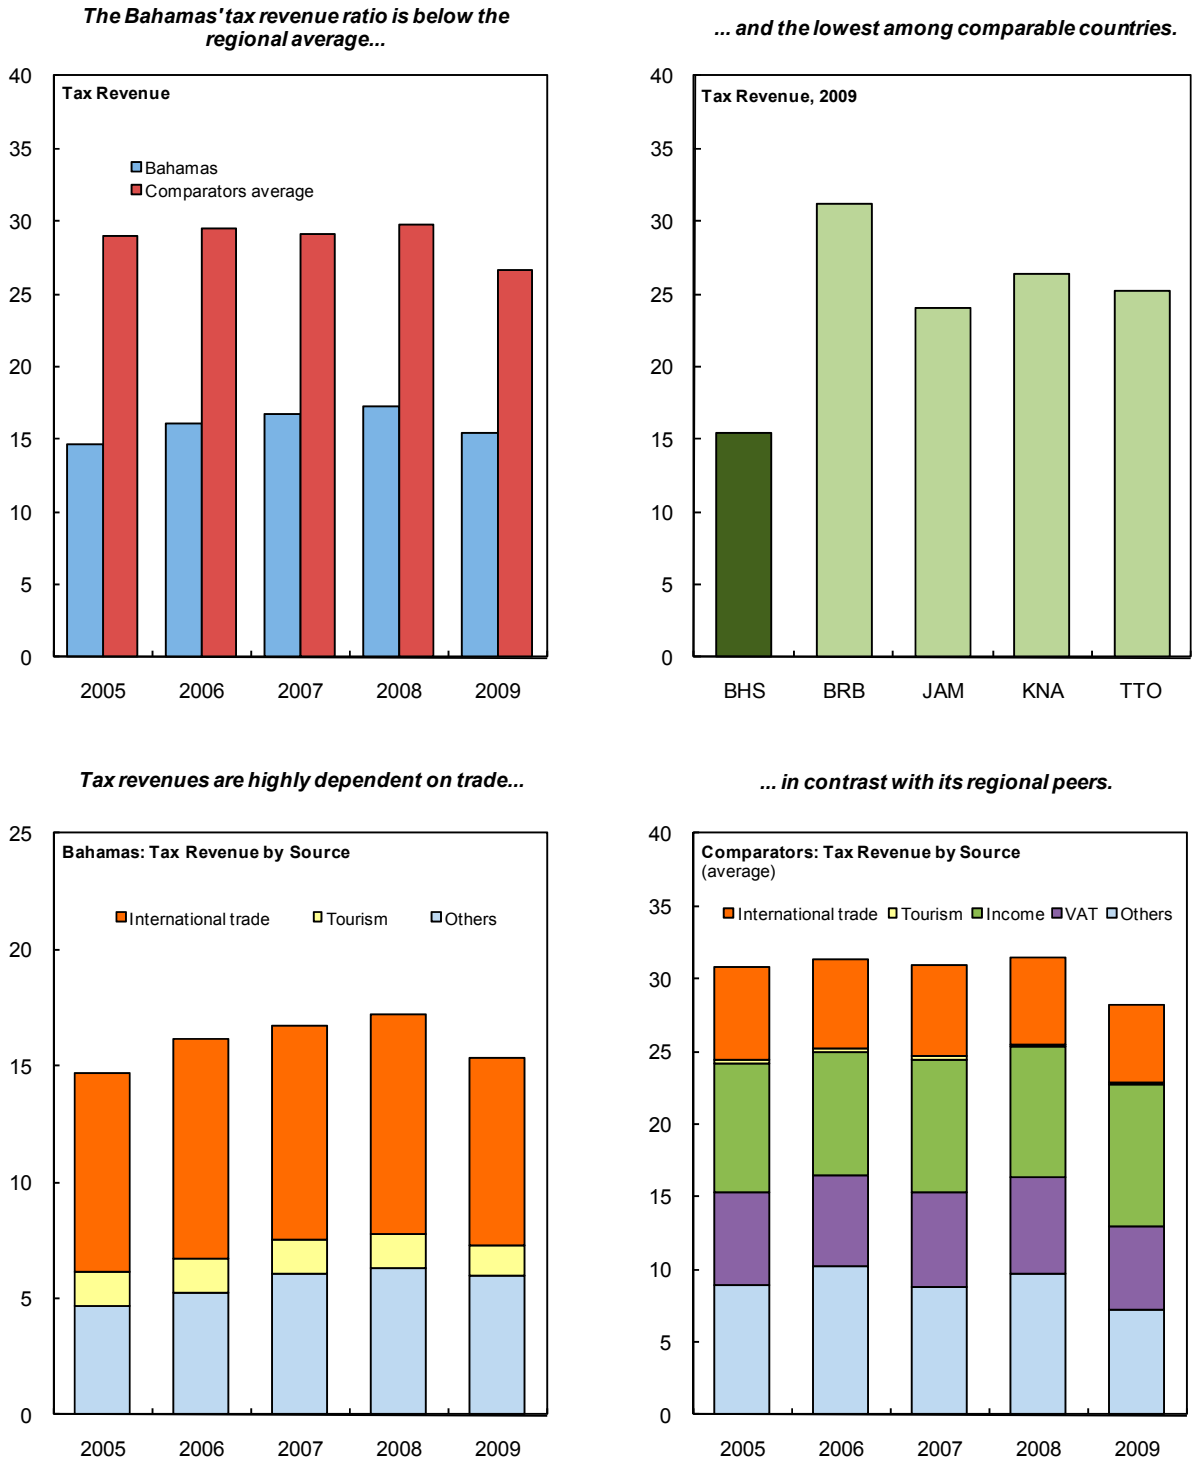 The Bahamas' tax revenue ratio is below the
regional average...
40
Tax Revenue
35
Bahamas
Comparators average
30
25
20
15
10
5
0
2005 2006 2007 2008 2009
... and the lowest among comparable countries.
40
Tax Revenue, 2009
35
30
25
20
15
10
5
0
BHS BRB JAM KNA TTO
Tax revenues are highly dependent on trade...
25
Bahamas: Tax Revenue by Source
International trade Tourism Others
20
15
10
5
0
2005 2006 2007 2008 2009
... in contrast with its regional peers.
40
Comparators: Tax Revenue by Source
(average)
35
International trade Tourism Income VAT Others
30
25
20
15
10
5
0
2005 2006 2007 2008 2009